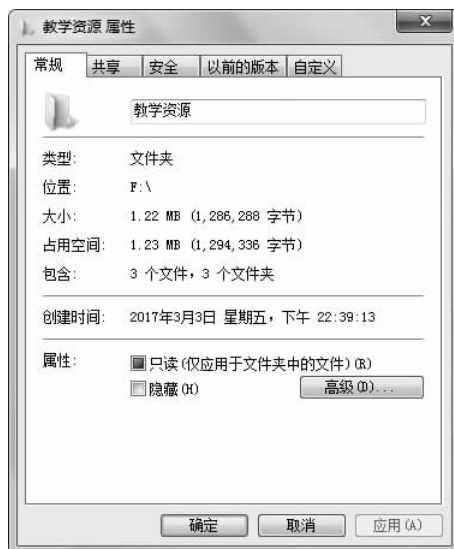 教学资源 属性
常规 共享 安全 以前的版本 自定义
教学资源
类型: 文件夹
位置: F:\
大小: 1.22 MB (1,286,288 字节)
占用空间: 1.23 MB (1,294,336 字节)
包含: 3 个文件，3 个文件夹
创建时间: 2017年3月3日 星期五，下午 22:39:13
属性: 只读(仅应用于文件夹中的文件)(R)
隐藏(H) 高级(D)...
确定 取消 应用(A)